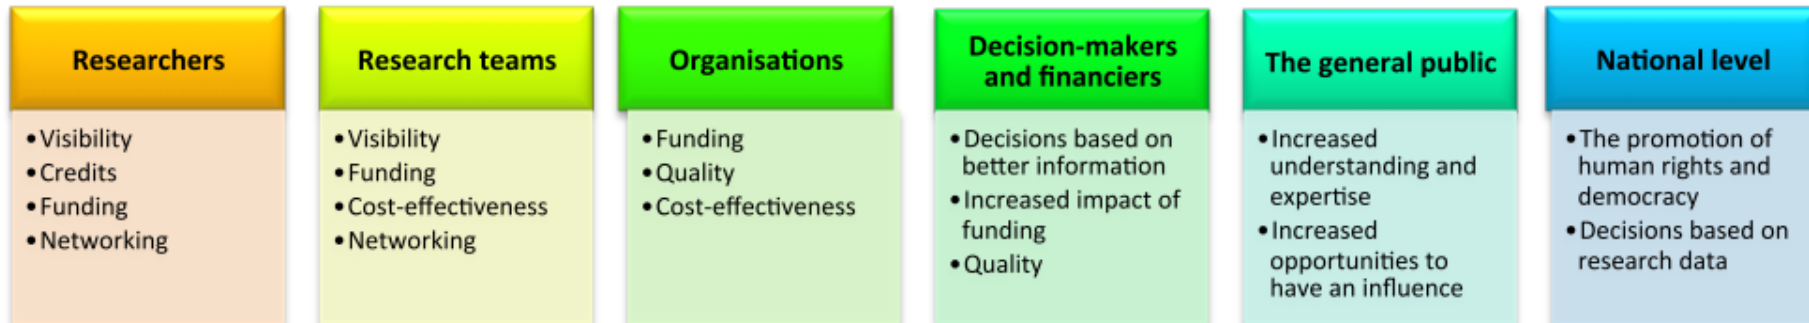 Researchers
• Visibility
• Credits
• Funding
• Networking
Research teams
• Visibility
• Funding
• Cost-effectiveness
• Networking
Organisations
• Funding
• Quality
• Cost-effectiveness
Decision-makers
and financiers
• Decisions based on
better information
• Increased impact of
funding
• Quality
The general public
• Increased
understanding and
expertise
• Increased
opportunities to
have an influence
National level
• The promotion of
human rights and
democracy
• Decisions based on
research data